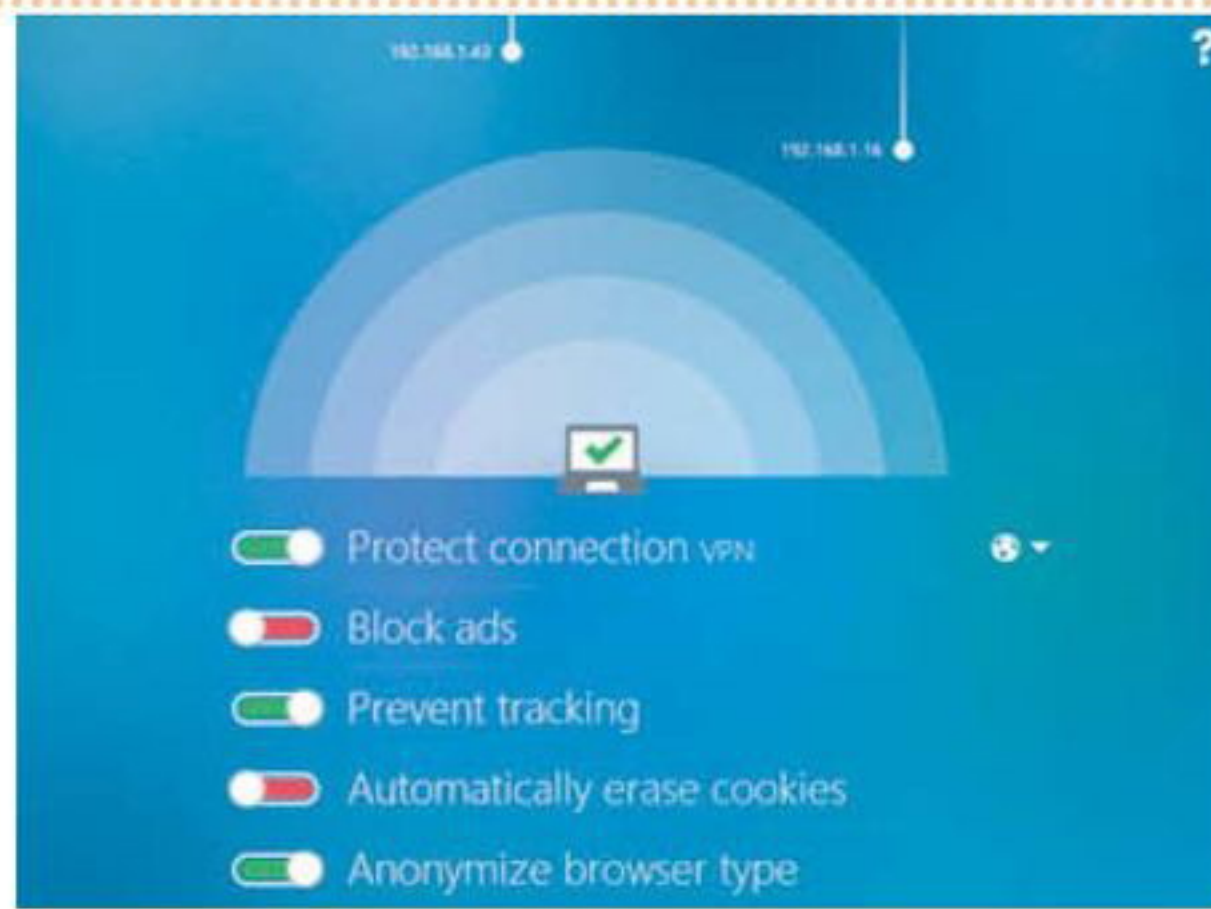 ?
192.168.1.43
192.168.1.16
Protect connection VPN
Block ads
Prevent tracking
Automatically erase cookies
Anonymize browser type